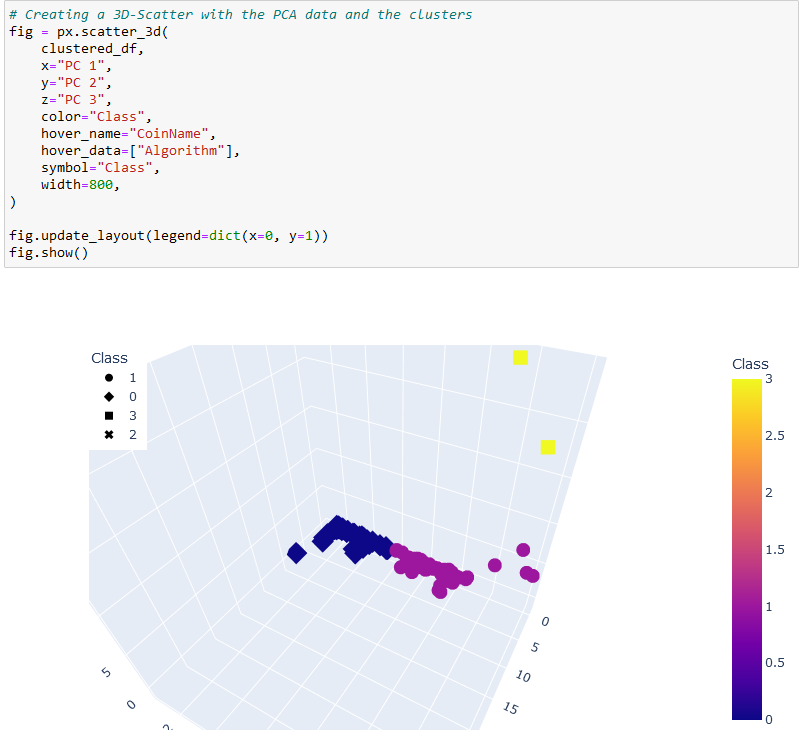 # Creating a 3D-Scatter with the PCA data and the clusters
fig = px.scatter_3d(
    clustered_df,
    x="PC 1",
    y="PC 2",
    z="PC 3",
    color="Class",
    hover_name="CoinName",
    hover_data=["Algorithm"],
    symbol="Class",
    width=800,
)

fig.update_layout(legend=dict(x=0, y=1))
fig.show()
Class
1
0
3
2
Class
3
2.5
2
1.5
1
0.5
0
0
5
10
15
5
0